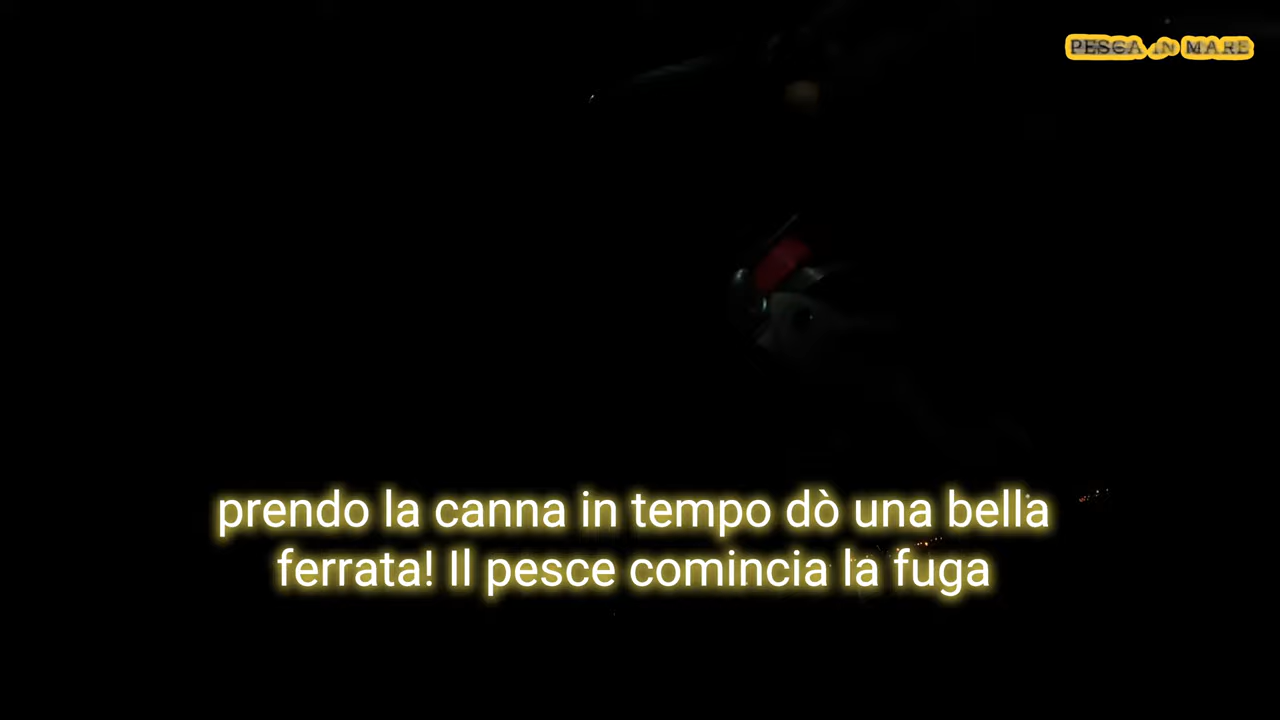 PESCA IN MARE
prendo la canna in tempo dò una bella
ferrata! Il pesce comincia la fuga